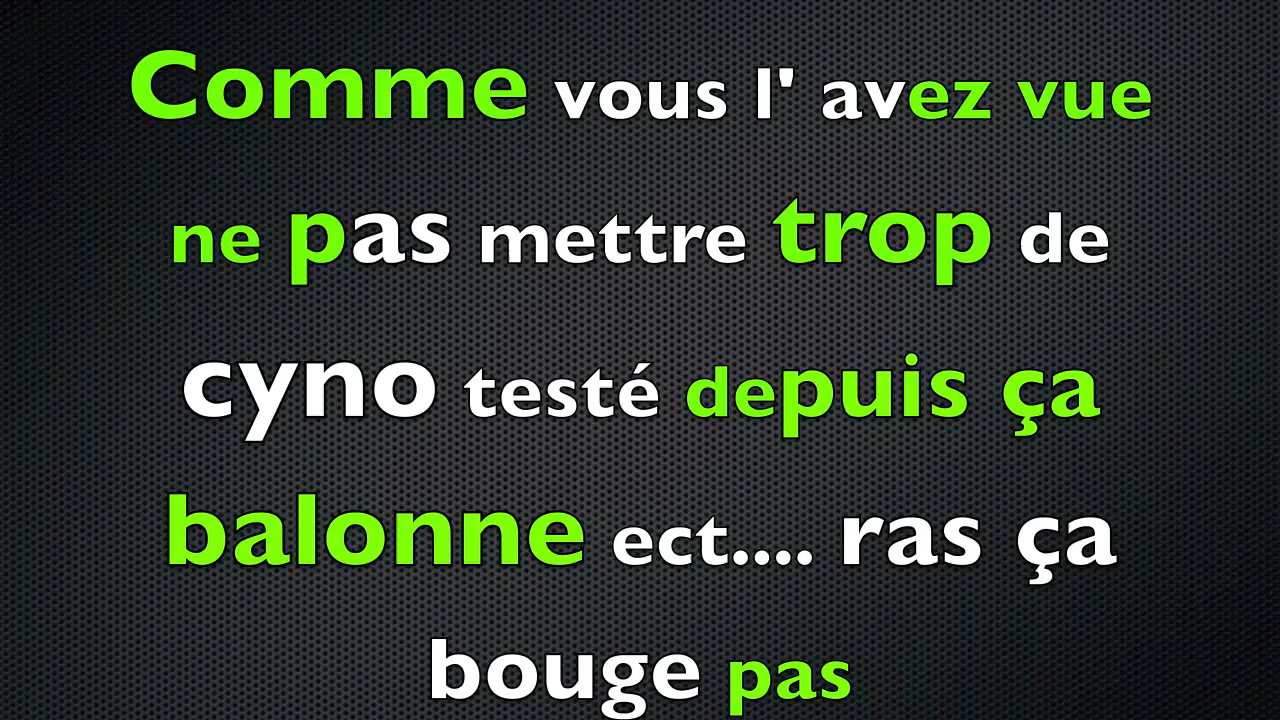 Comme vous l' avez vue
ne pas mettre trop de
cyno testé depuis ça
balonne ect.... ras ça
bouge pas